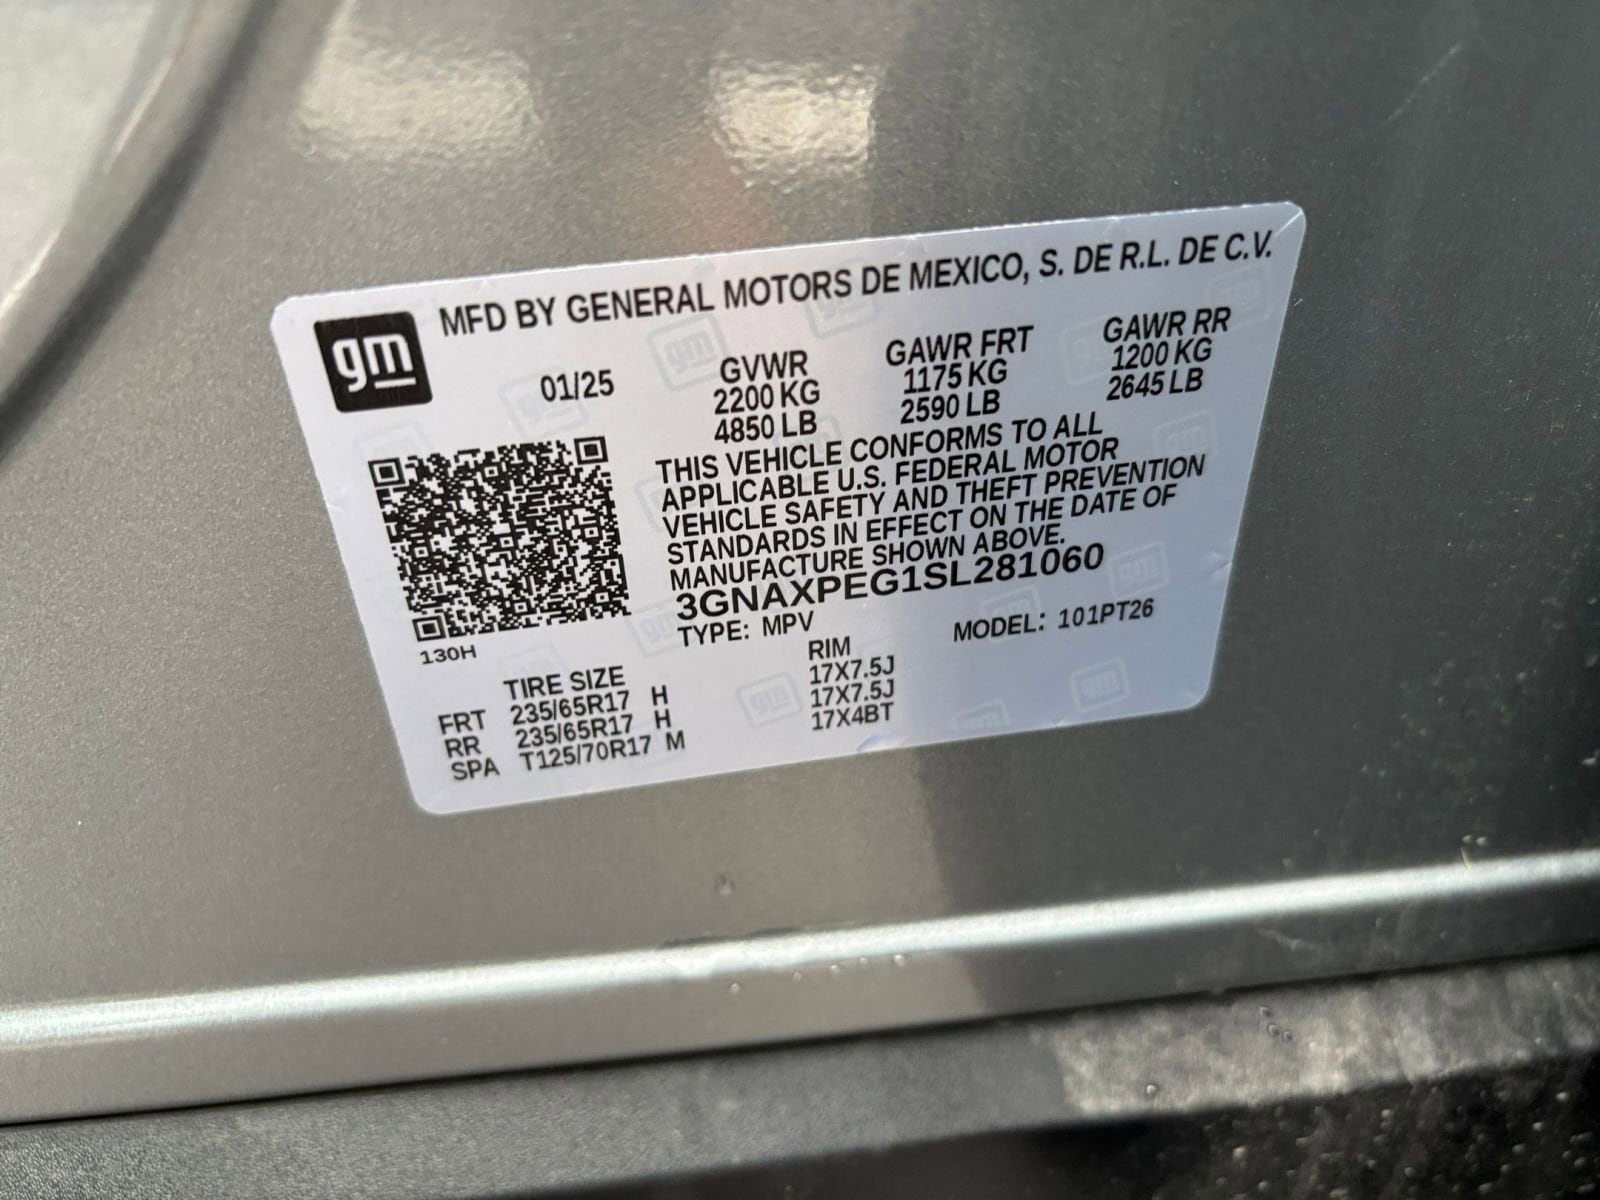 MFD BY GENERAL MOTORS DE MEXICO, S. DE R.L. DE C.V.
gm
01/25
GVWR
2200 KG
4850 LB
GAWR FRT
1175 KG
2590 LB
GAWR RR
1200 KG
2645 LB
THIS VEHICLE CONFORMS TO ALL
APPLICABLE U.S. FEDERAL MOTOR
VEHICLE SAFETY AND THEFT PREVENTION
STANDARDS IN EFFECT ON THE DATE OF
MANUFACTURE SHOWN ABOVE.
3GNAXPEG1SL281060
TYPE: MPV
MODEL: 101PT26
130H
TIRE SIZE RIM
FRT 235/65R17 H 17X7.5J
RR 235/65R17 H 17X7.5J
SPA T125/70R17 M 17X4BT